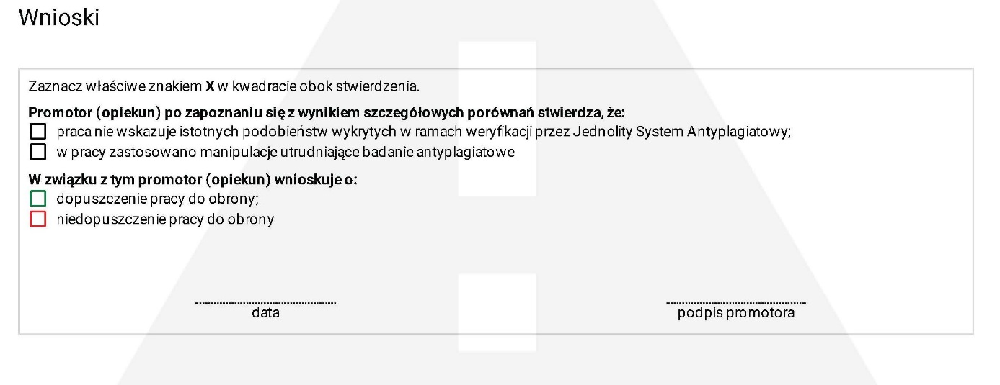 Wnioski
Zaznacz właściwe znakiem X w kwadracie obok stwierdzenia.
Promotor (opiekun) po zapoznaniu się z wynikiem szczegółowych porównań stwierdza, że:
praca nie wskazuje istotnych podobieństw wykrytych w ramach weryfikacji przez Jednolity System Antyplagiatowy;
w pracy zastosowano manipulacje utrudniające badanie antyplagiatowe
W związku z tym promotor (opiekun) wnioskuje o:
dopuszczenie pracy do obrony;
niedopuszczenie pracy do obrony
data
podpis promotora